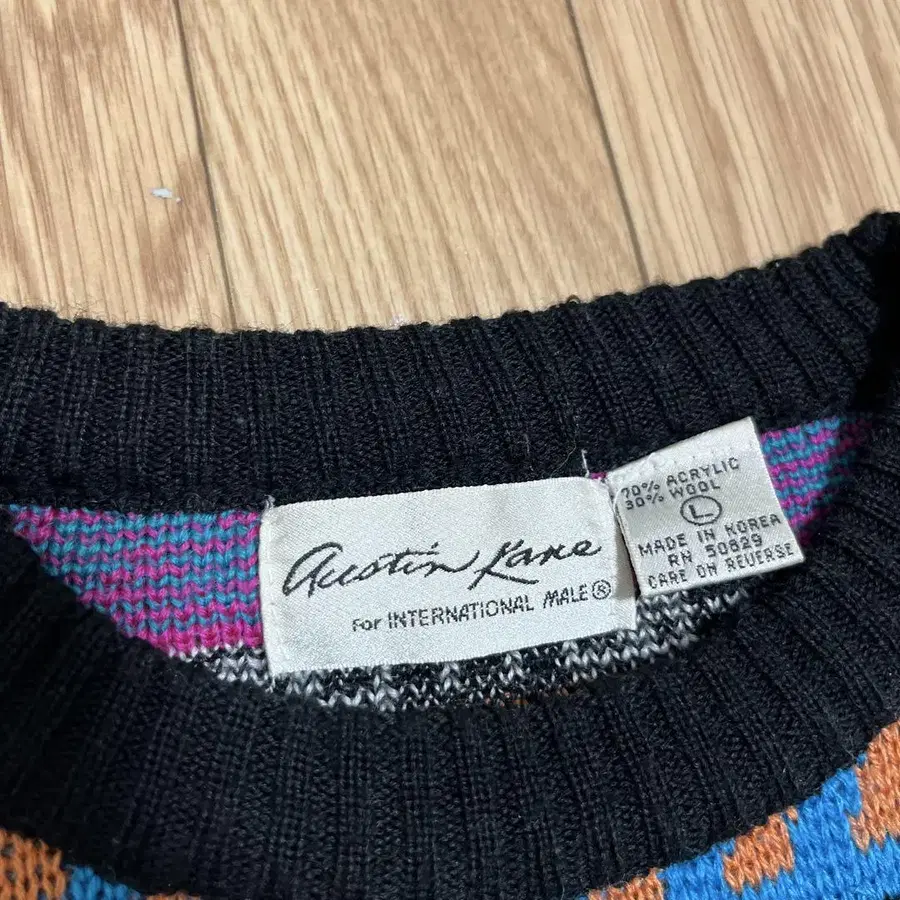 Austin Kane
For INTERNATIONAL MALE®
70% ACRYLIC
30% WOOL
L
MADE IN KOREA
RN 50829
CARE ON REVERSE